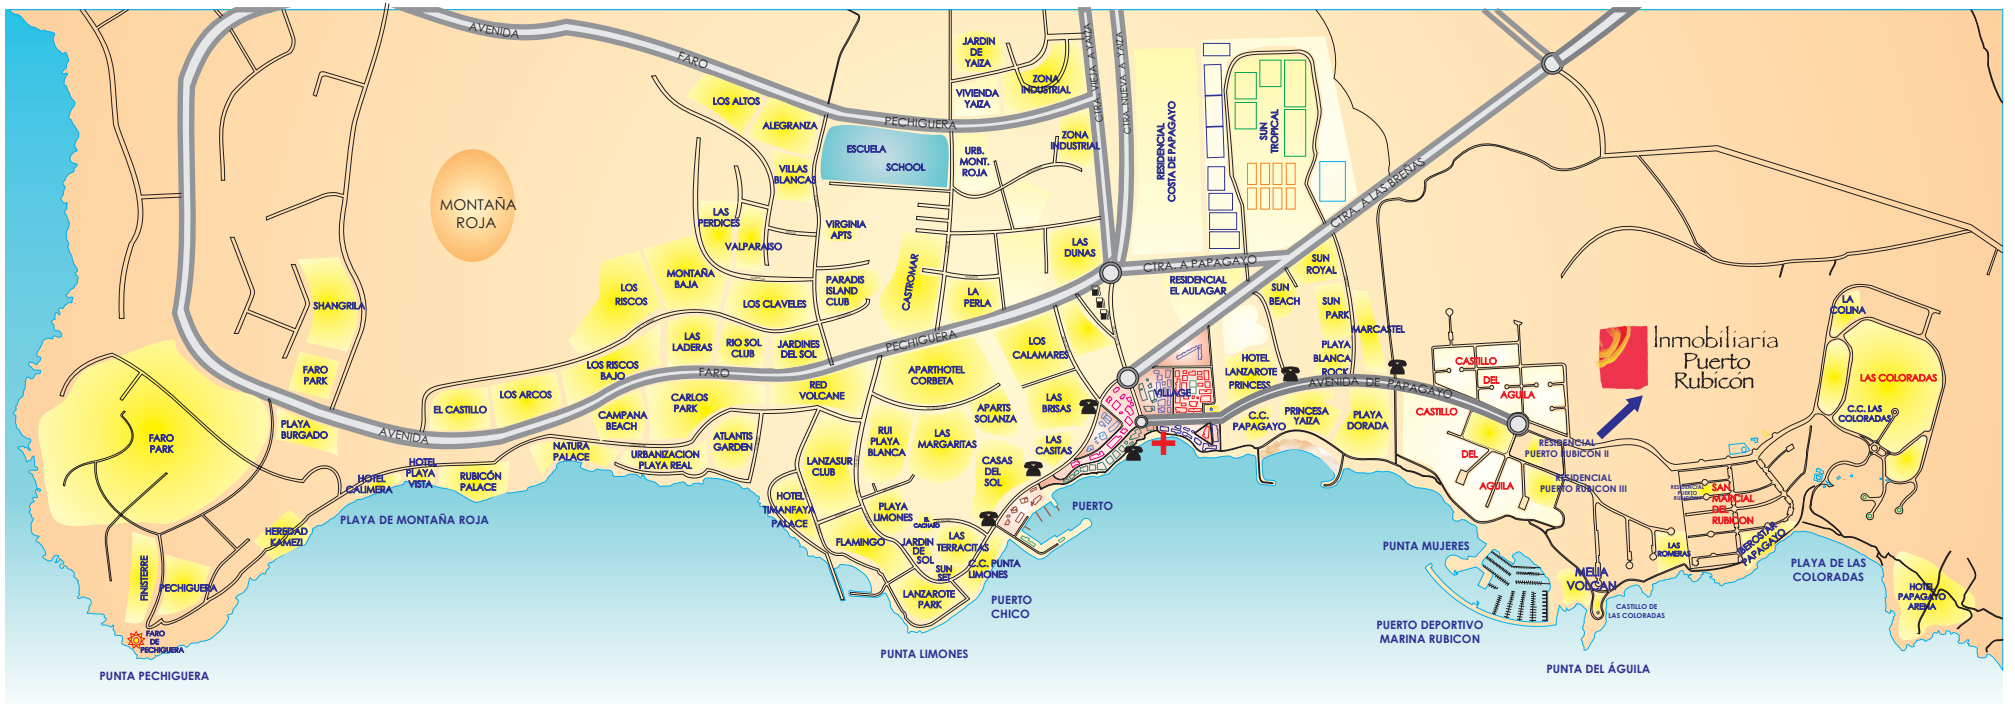 AVENIDA
FARO
PECHIGUERA
CTRA. VIEJA A YAIZA
CTRA. NUEVA A YAIZA
JARDIN
DE
YAIZA
ZONA
INDUSTRIAL
VIVIENDA
YAIZA
LOS ALTOS
ALEGRANZA
ESCUELA
SCHOOL
URB.
MONT.
ROJA
ZONA
INDUSTRIAL
RESIDENCIAL
COSTA DE PAPAGAYO
SUN
TROPICAL
VILLAS
BLANCAS
MONTAÑA
ROJA
LAS
PERDICES
VALPARAISO
VIRGINIA
APTS
LAS
DUNAS
CTRA. A LAS BREÑAS
CTRA. A PAPAGAYO
SUN
ROYAL
RESIDENCIAL
EL AULAGAR
SUN
BEACH
SUN
PARK
MARCASTEL
SHANGRILA
LOS
RISCOS
MONTAÑA
BAJA
LOS CLAVELES
PARADIS
ISLAND
CLUB
CASTROMAR
LA
PERLA
LAS
LADERAS
RIO SOL
CLUB
JARDINES
DEL SOL
PECHIGUERA
LOS
CALAMARES
HOTEL
LANZAROTE
PRINCESS
PLAYA
BLANCA
ROCK
AVENIDA DE PAPAGAYO
CASTILLO
DEL
AGUILA
Inmobiliaria
Puerto
Rubicón
LA
COLINA
LAS COLORADAS
C.C. LAS
COLORADAS
FARO
PARK
LOS RISCOS
BAJO
FARO
APARTHOTEL
CORBETA
VILLAGE
EL CASTILLO
LOS ARCOS
CARLOS
PARK
RED
VOLCANE
LAS
BRISAS
APARTS
SOLANZA
C.C.
PAPAGAYO
PRINCESA
YAIZA
PLAYA
DORADA
CASTILLO
DEL
AGUILA
FARO
PARK
PLAYA
BURGADO
AVENIDA
CAMPANA
BEACH
NATURA
PALACE
URBANIZACION
PLAYA REAL
ATLANTIS
GARDEN
RUI
PLAYA
BLANCA
LAS
MARGARITAS
LAS
CASITAS
CASAS
DEL
SOL
LANZASUR
CLUB
HOTEL
CALIMERA
HOTEL
PLAYA
VISTA
RUBICÓN
PALACE
PLAYA DE MONTAÑA ROJA
HOTEL
TIMANFAYA
PALACE
PLAYA
LIMONES
EL
CACHAZO
PUERTO
RESIDENCIAL
PUERTO RUBICON II
RESIDENCIAL
PUERTO RUBICON III
RESIDENCIAL
PUERTO
SAN
MARCIAL
DEL
RUBICON
HEREDAD
KAMEZI
FINISTERRE
PECHIGUERA
FLAMINGO
JARDIN
DE
SOL
LAS
TERRACITAS
SUN
SET
C.C. PUNTA
LIMONES
LANZAROTE
PARK
PUERTO
CHICO
PUNTA MUJERES
LAS
ROMERAS
IBEROSTAR
PAPAGAYO
PLAYA DE LAS
COLORADAS
MELIA
VOLCAN
CASTILLO DE
LAS COLORADAS
HOTEL
PAPAGAYO
ARENA
FARO
DE
PECHIGUERA
PUNTA PECHIGUERA
PUNTA LIMONES
PUERTO DEPORTIVO
MARINA RUBICON
PUNTA DEL ÁGUILA